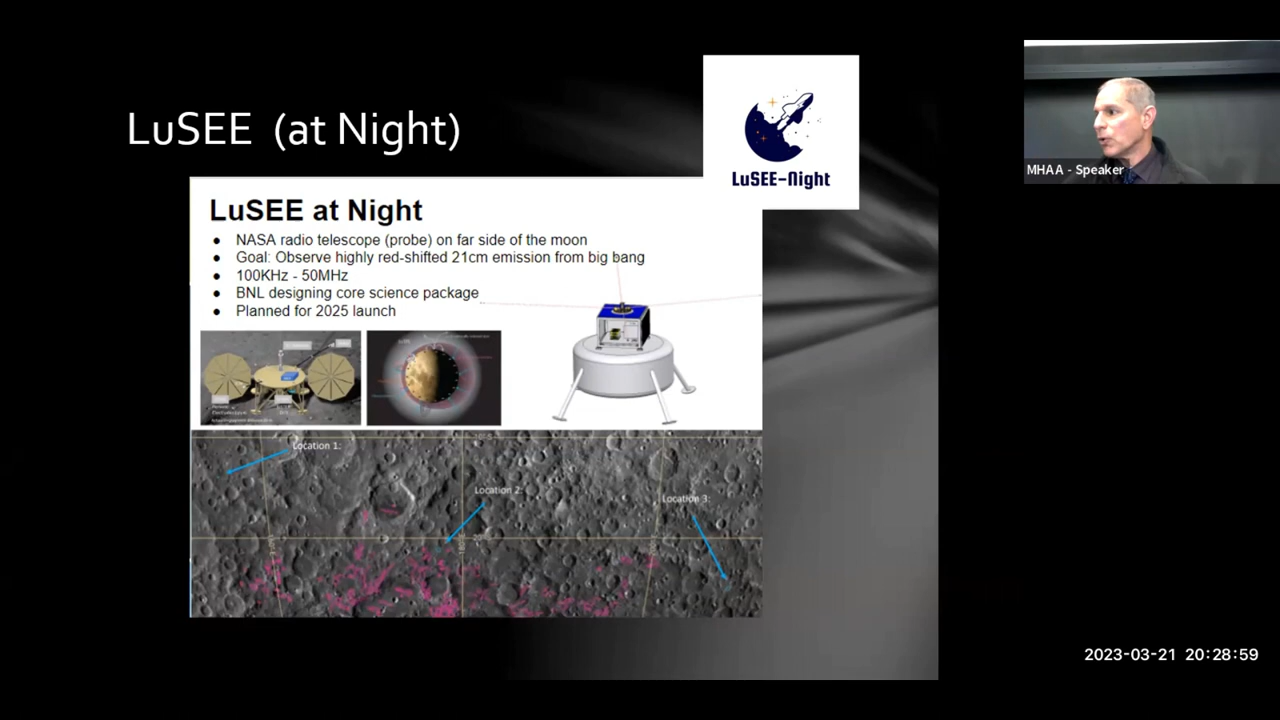 LuSEE (at Night)
LuSEE-Night
MHAA - Speaker
LuSEE at Night
● NASA radio telescope (probe) on far side of the moon
● Goal: Observe highly red-shifted 21cm emission from big bang
● 100KHz - 50MHz
● BNL designing core science package
● Planned for 2025 launch
Location 1:
Location 2:
Location 3:
2023-03-21 20:28:59